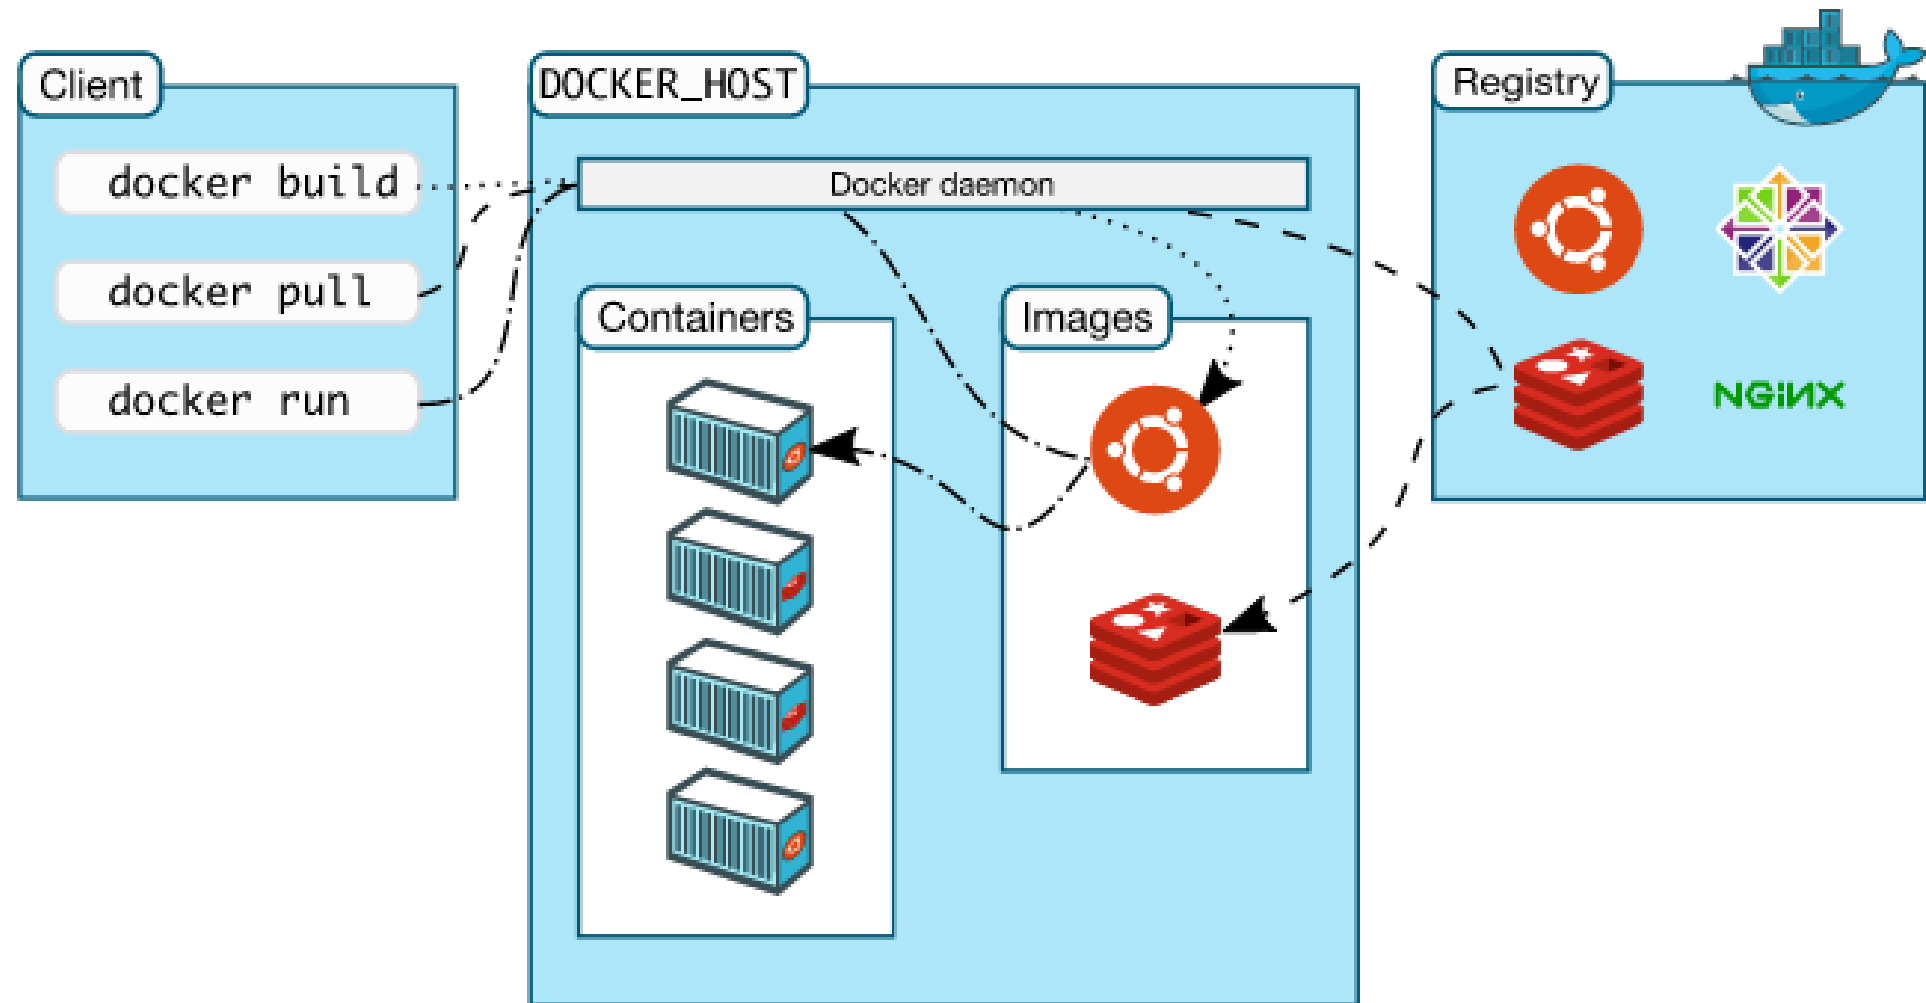 Client
docker build
docker pull
docker run
DOCKER_HOST
Docker daemon
Containers
Images
Registry
NGiNX